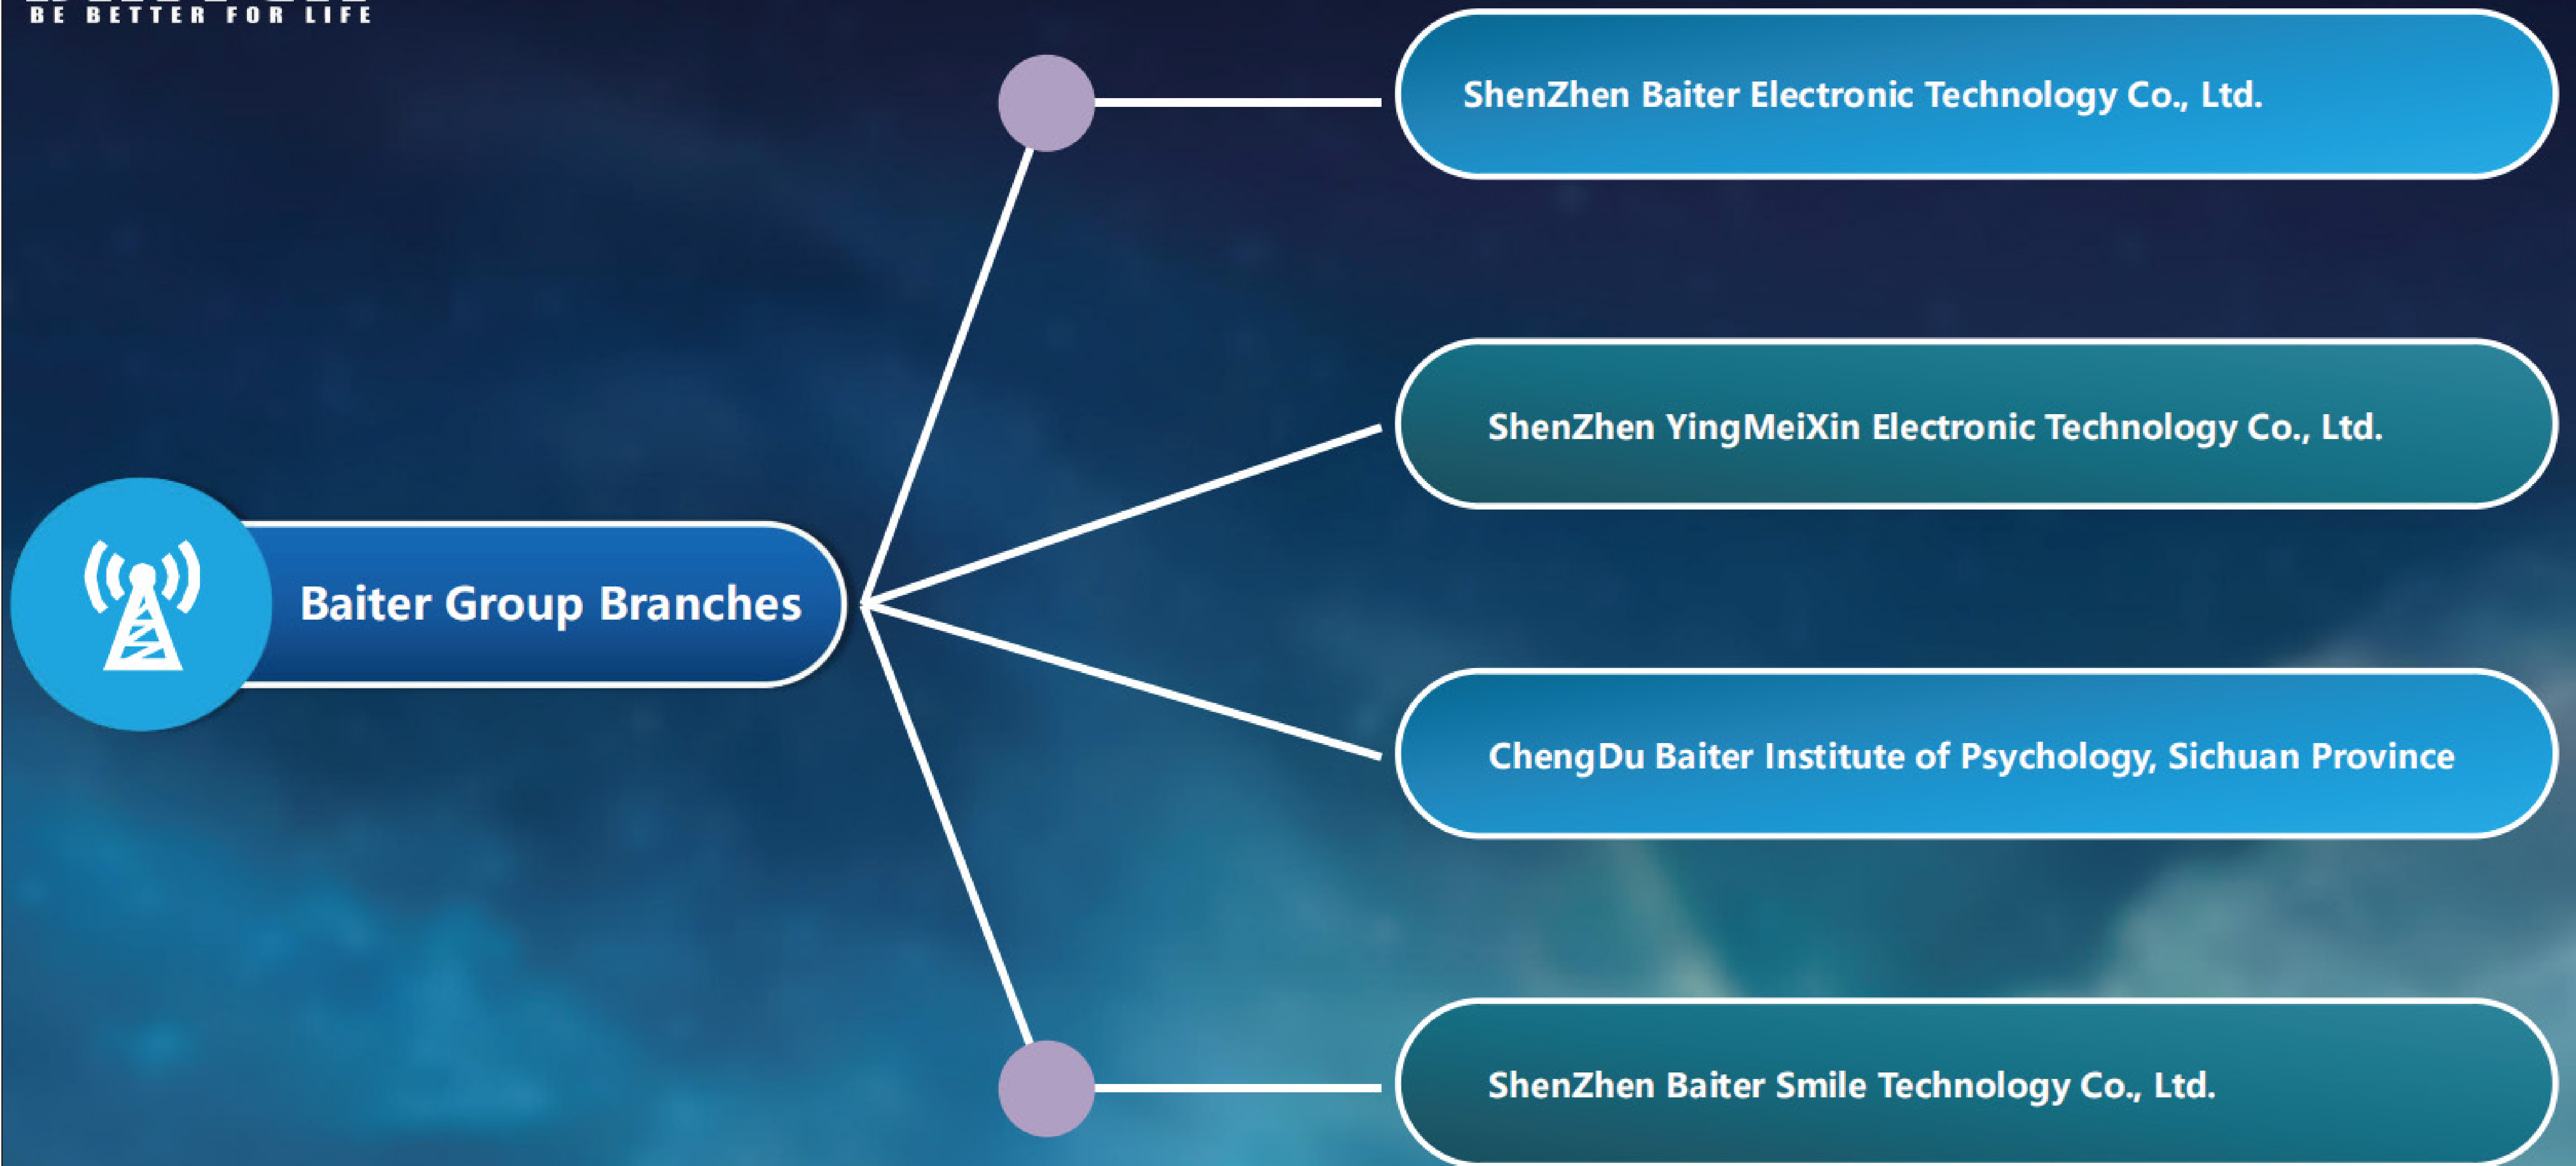 BE BETTER FOR LIFE
ShenZhen Baiter Electronic Technology Co., Ltd.
ShenZhen YingMeiXin Electronic Technology Co., Ltd.
Baiter Group Branches
ChengDu Baiter Institute of Psychology, Sichuan Province
ShenZhen Baiter Smile Technology Co., Ltd.